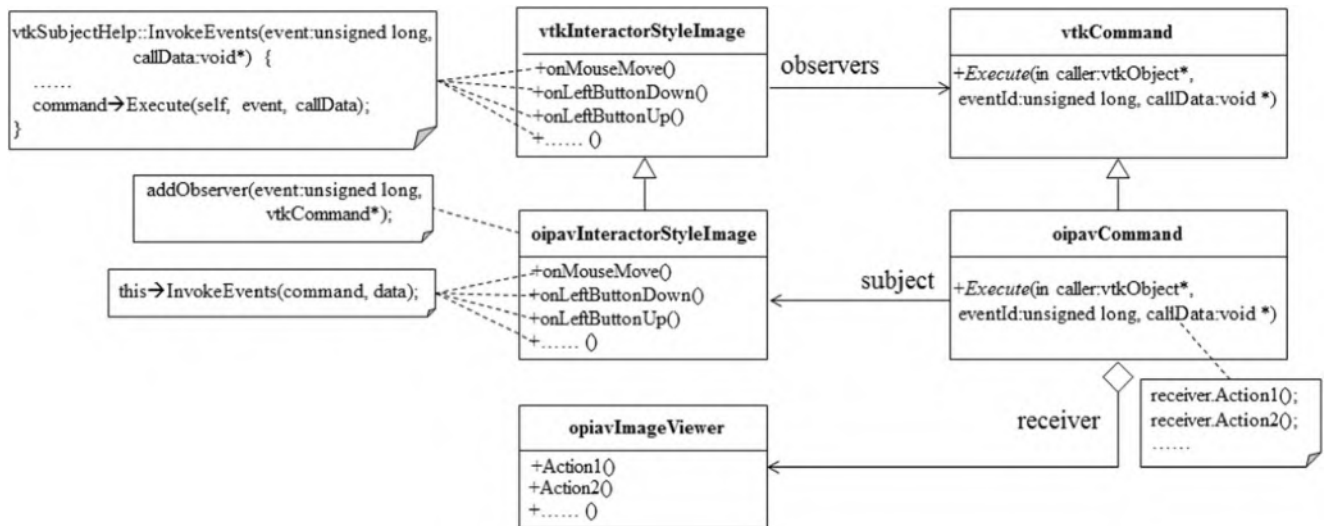 vtkSubjectHelp::InvokeEvents(event:unsigned long,
callData:void*) {
......
command→Execute(self, event, callData);
}
vtkInteractorStyleImage
+onMouseMove()
+onLeftButtonDown()
+onLeftButtonUp()
+...... ()
observers
vtkCommand
+Execute(in caller:vtkObject*,
eventId:unsigned long, callData:void *)
addObserver(event:unsigned long,
vtkCommand*);
oipavInteractorStyleImage
+onMouseMove()
+onLeftButtonDown()
+onLeftButtonUp()
+...... ()
this→InvokeEvents(command, data);
subject
oipavCommand
+Execute(in caller:vtkObject*,
eventId:unsigned long, callData:void *)
receiver.Action1();
receiver.Action2();
......
receiver
opiavImageViewer
+Action1()
+Action2()
+...... ()